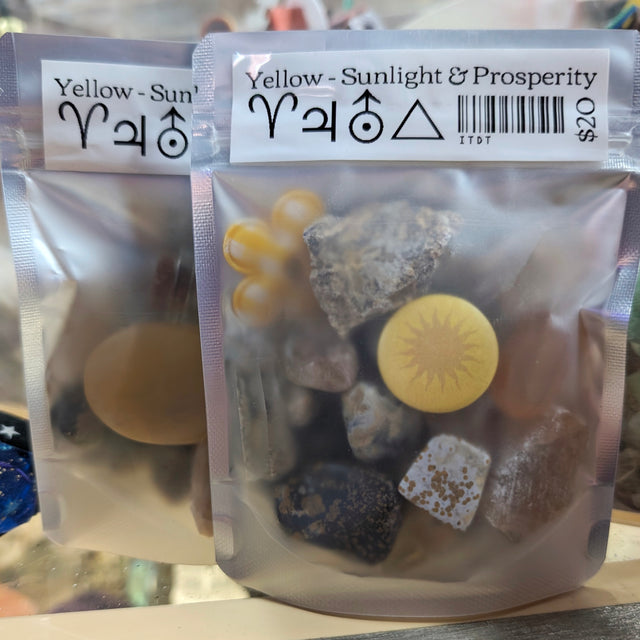 Yellow - Sun
♈♃⛢
Yellow - Sunlight & Prosperity
♈♃⛢△
ITDT
$20